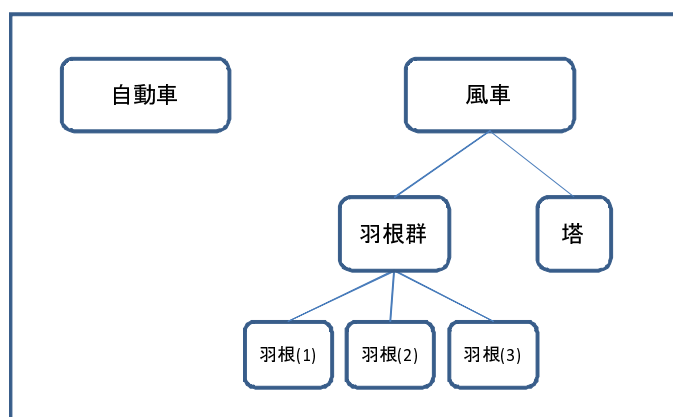 自動車
風車
羽根群
塔
羽根(1)
羽根(2)
羽根(3)